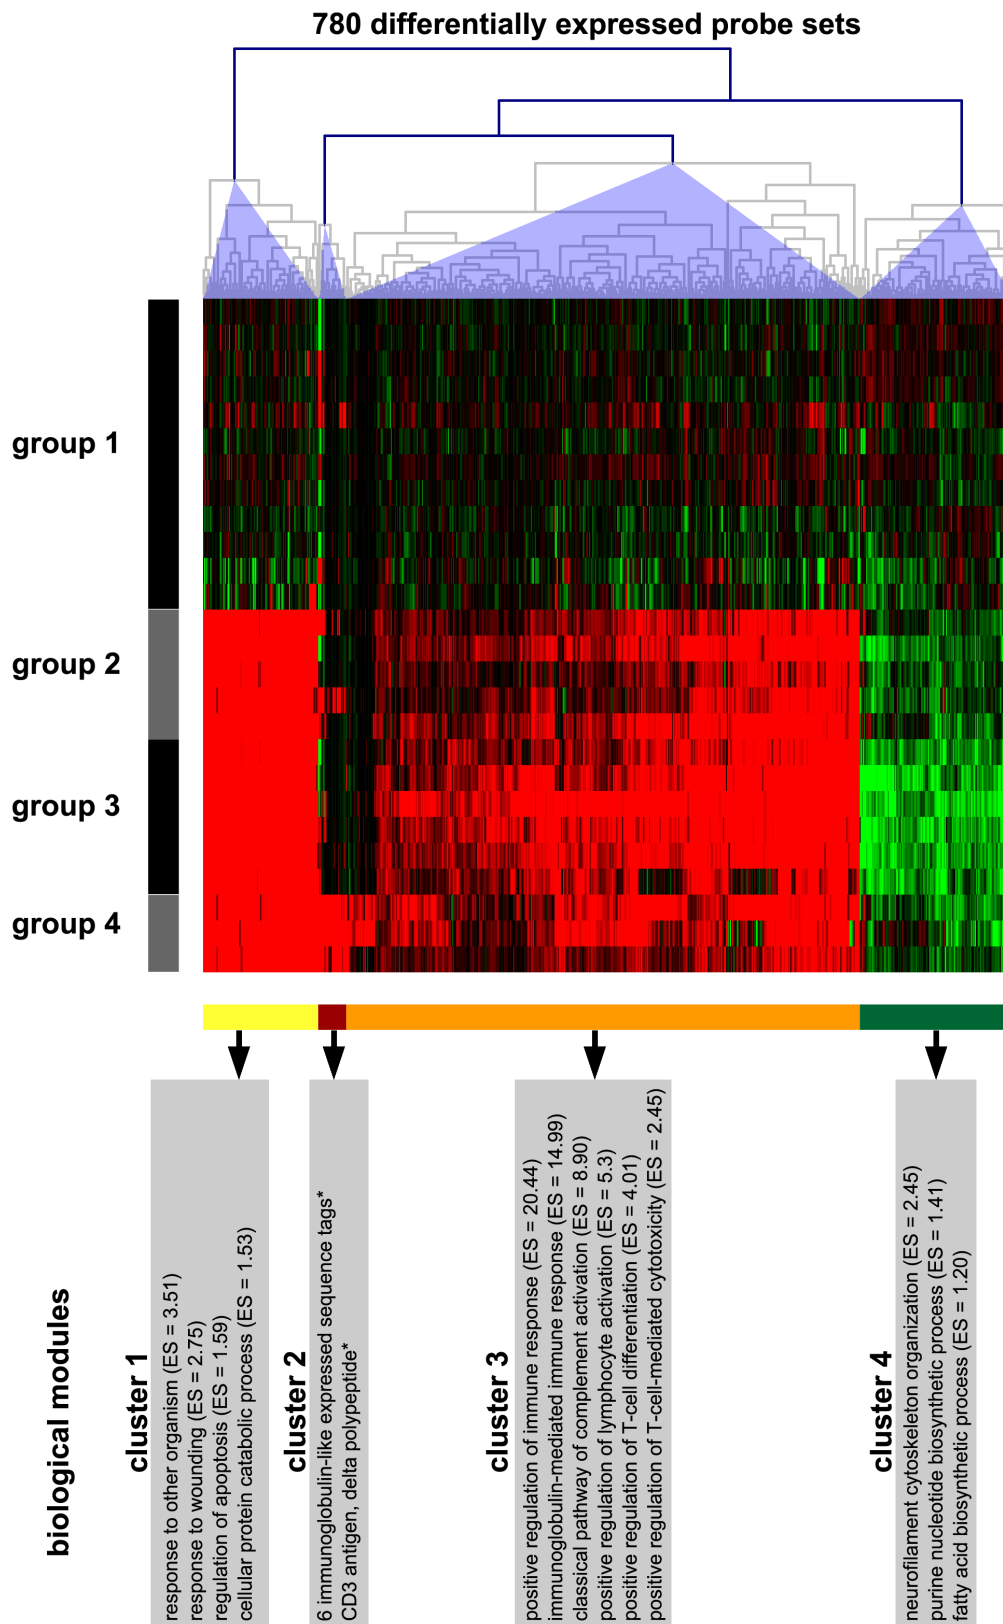 780 differentially expressed probe sets
group 1
group 2
group 3
group 4
biological modules
cluster 1
response to other organism (ES = 3.51)
response to wounding (ES = 2.75)
regulation of apoptosis (ES = 1.59)
cellular protein catabolic process (ES = 1.53)
cluster 2
6 immunoglobulin-like expressed sequence tags*
CD3 antigen, delta polypeptide*
cluster 3
positive regulation of immune response (ES = 20.44)
immunoglobulin-mediated immune response (ES = 14.99)
classical pathway of complement activation (ES = 8.90)
positive regulation of lymphocyte activation (ES = 5.3)
positive regulation of T-cell differentiation (ES = 4.01)
positive regulation of T-cell-mediated cytotoxicity (ES = 2.45)
cluster 4
neurofilament cytoskeleton organization (ES = 2.45)
purine nucleotide biosynthetic process (ES = 1.41)
fatty acid biosynthetic process (ES = 1.20)